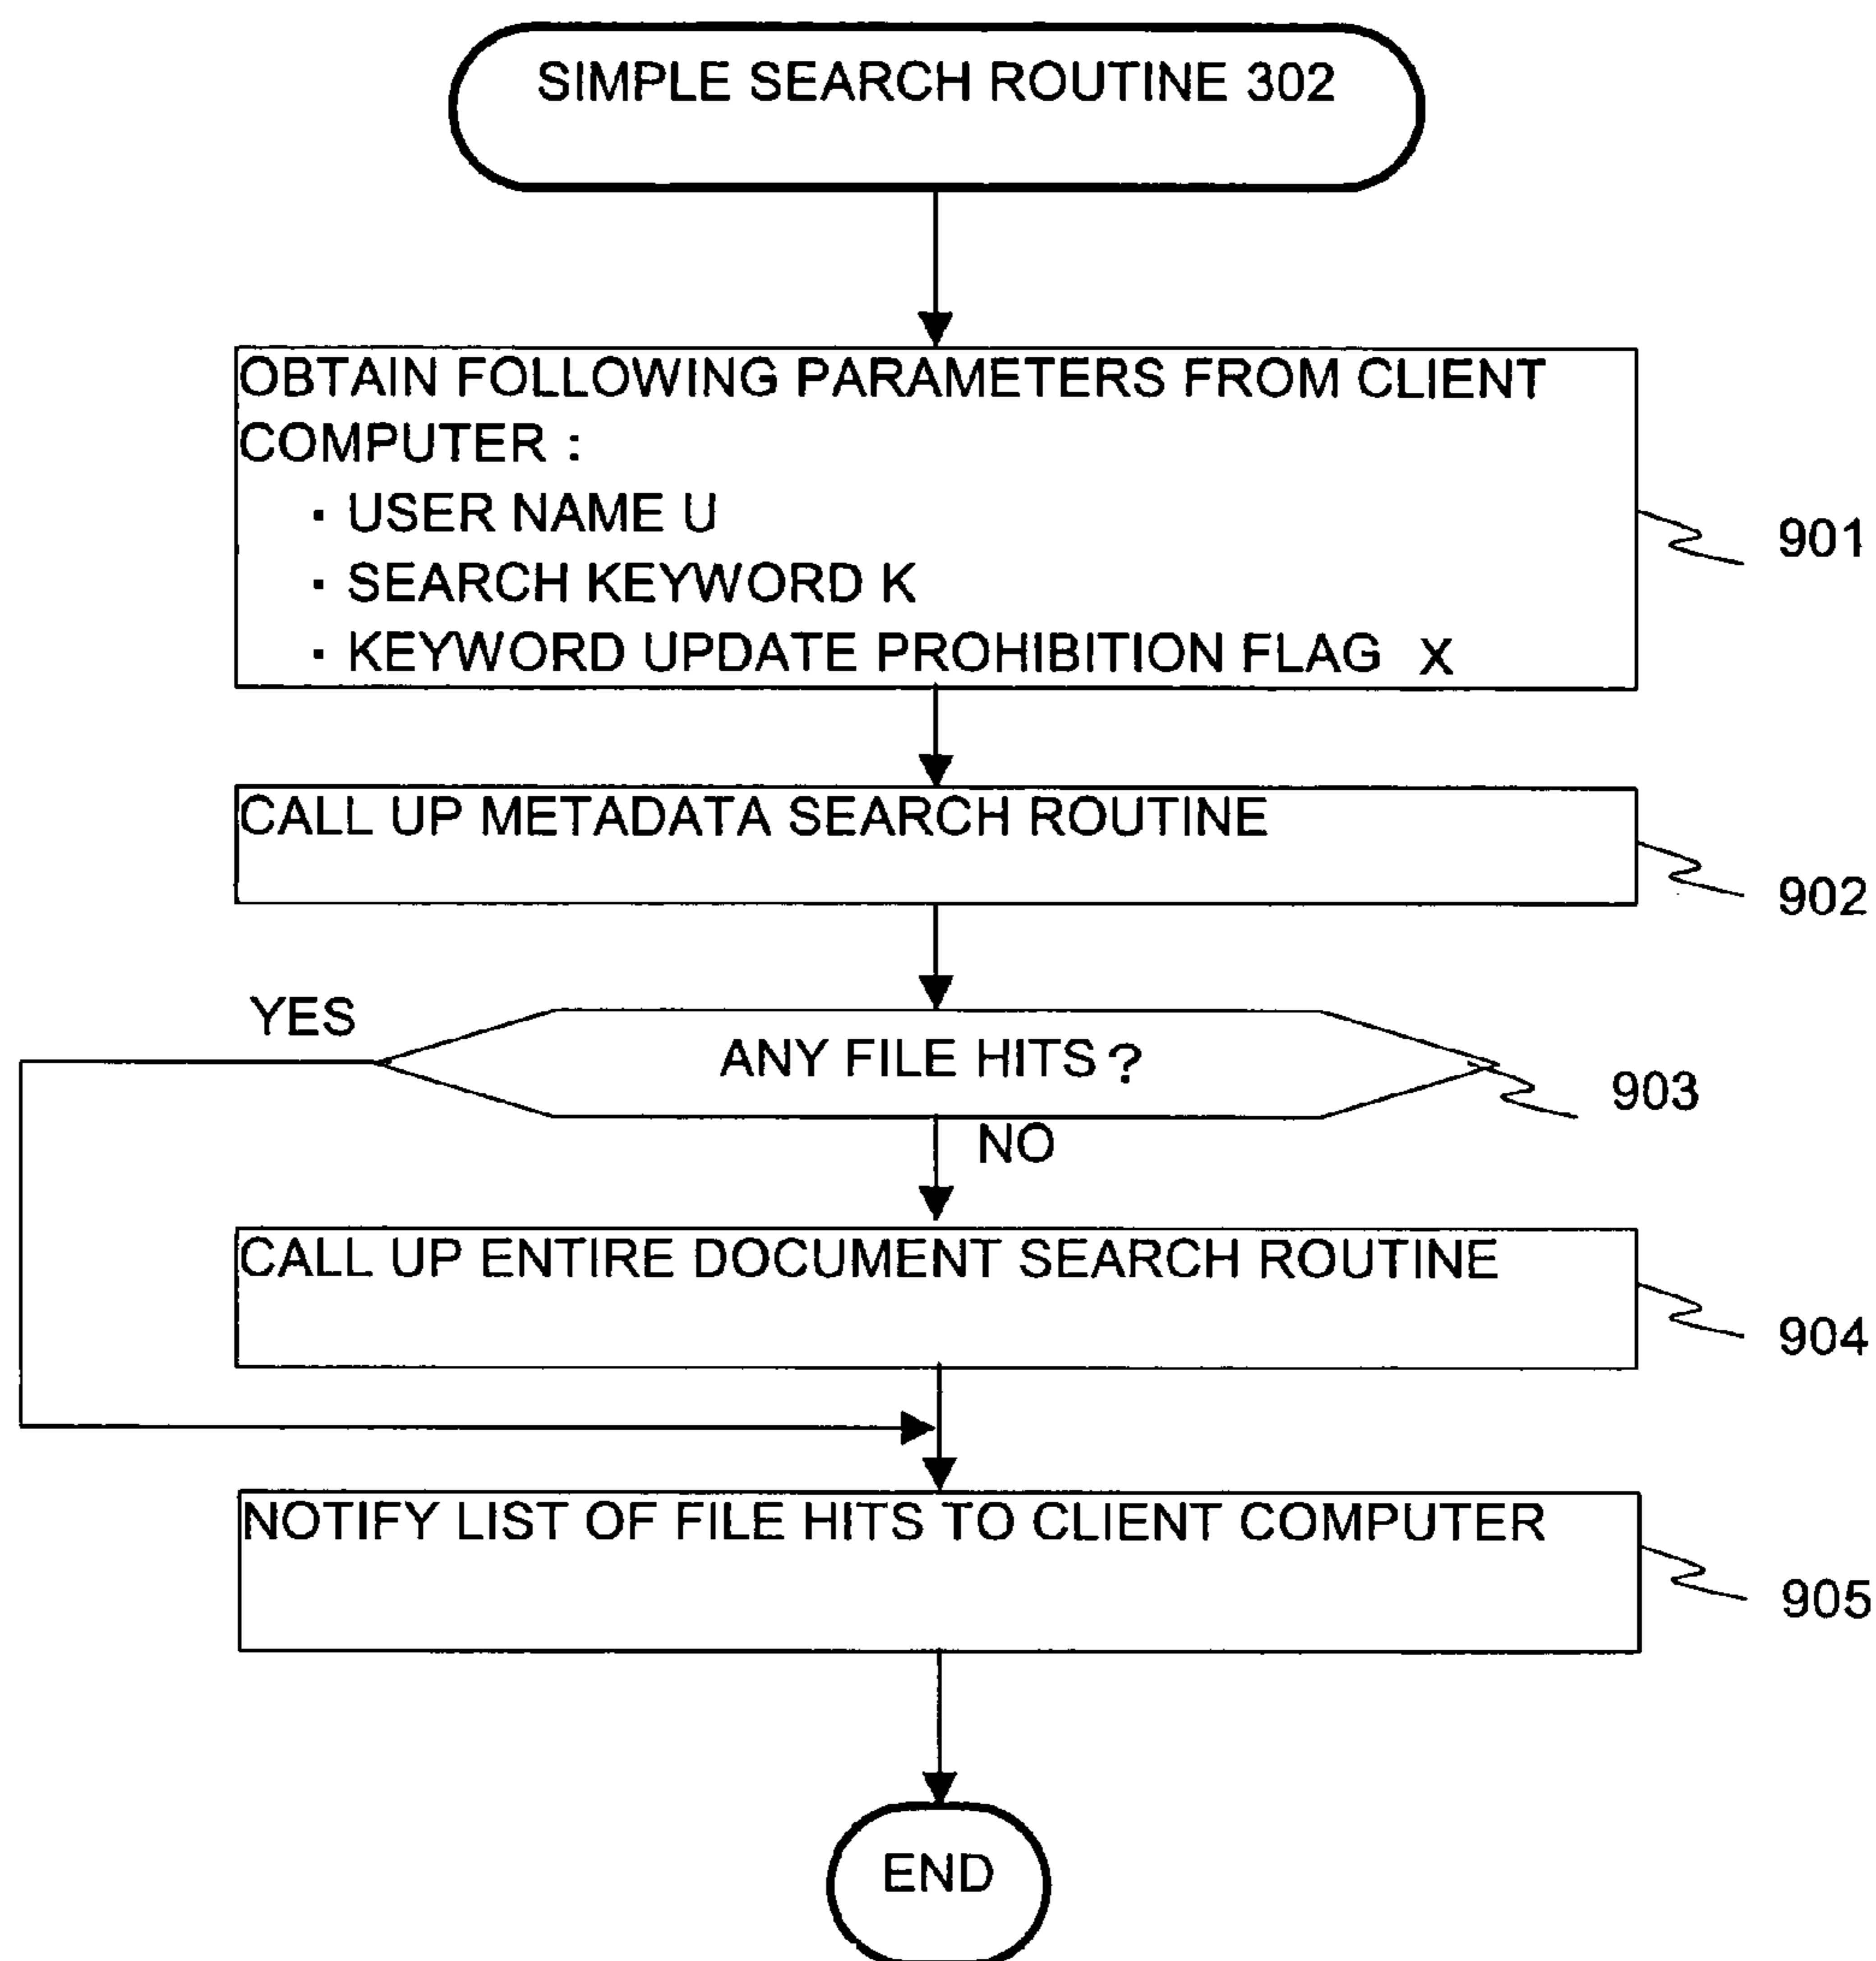 SIMPLE SEARCH ROUTINE 302
OBTAIN FOLLOWING PARAMETERS FROM CLIENT
COMPUTER :
· USER NAME U
· SEARCH KEYWORD K
· KEYWORD UPDATE PROHIBITION FLAG X
901
CALL UP METADATA SEARCH ROUTINE
902
YES
ANY FILE HITS?
903
NO
CALL UP ENTIRE DOCUMENT SEARCH ROUTINE
904
NOTIFY LIST OF FILE HITS TO CLIENT COMPUTER
905
END